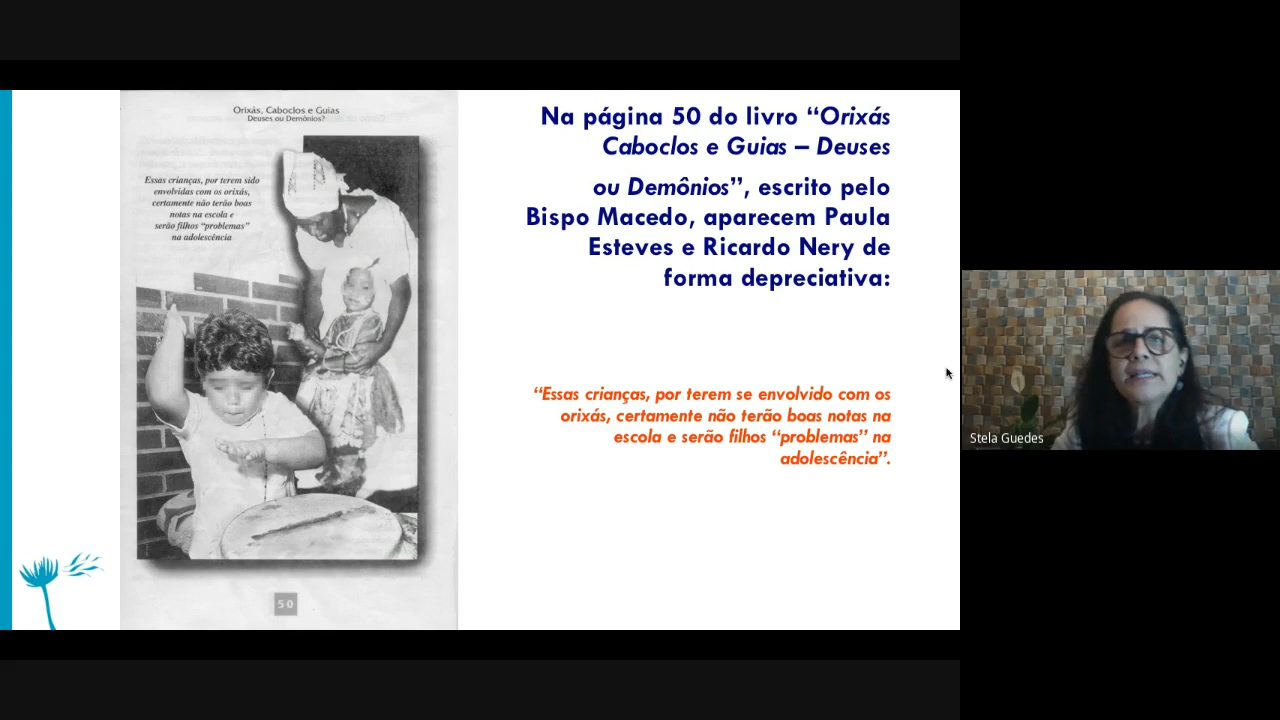 Orixás, Caboclos e Guias
Deuses ou Demônios?
Essas crianças, por terem sido
envolvidas com os orixás,
certamente não terão boas
notas na escola e
serão filhos “problemas”
na adolescência
50
Na página 50 do livro “Orixás
Caboclos e Guias – Deuses
ou Demônios”, escrito pelo
Bispo Macedo, aparecem Paula
Esteves e Ricardo Nery de
forma depreciativa:
“Essas crianças, por terem se envolvido com os
orixás, certamente não terão boas notas na
escola e serão filhos “problemas” na
adolescência”.
Stela Guedes